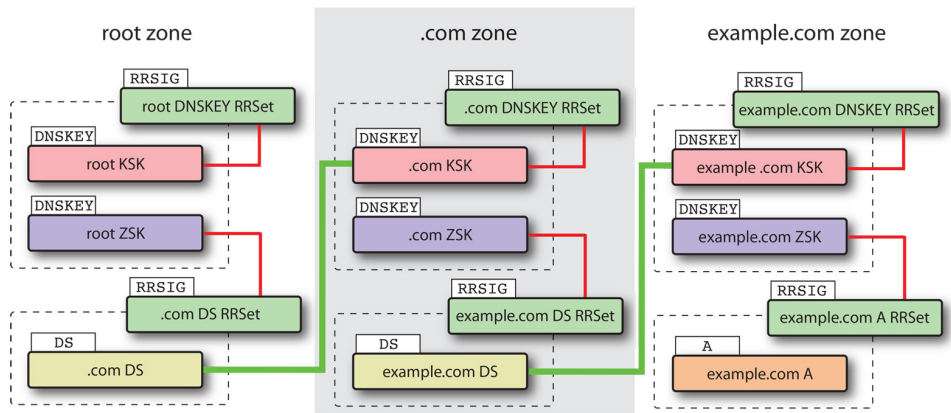 root zone
RRSIG
root DNSKEY RRSet
DNSKEY
root KSK
DNSKEY
root ZSK
RRSIG
.com DS RRSet
DS
.com DS
.com zone
RRSIG
.com DNSKEY RRSet
DNSKEY
.com KSK
DNSKEY
.com ZSK
RRSIG
example.com DS RRSet
DS
example.com DS
example.com zone
RRSIG
example.com DNSKEY RRSet
DNSKEY
example .com KSK
DNSKEY
example.com ZSK
RRSIG
example.com A RRSet
A
example.com A